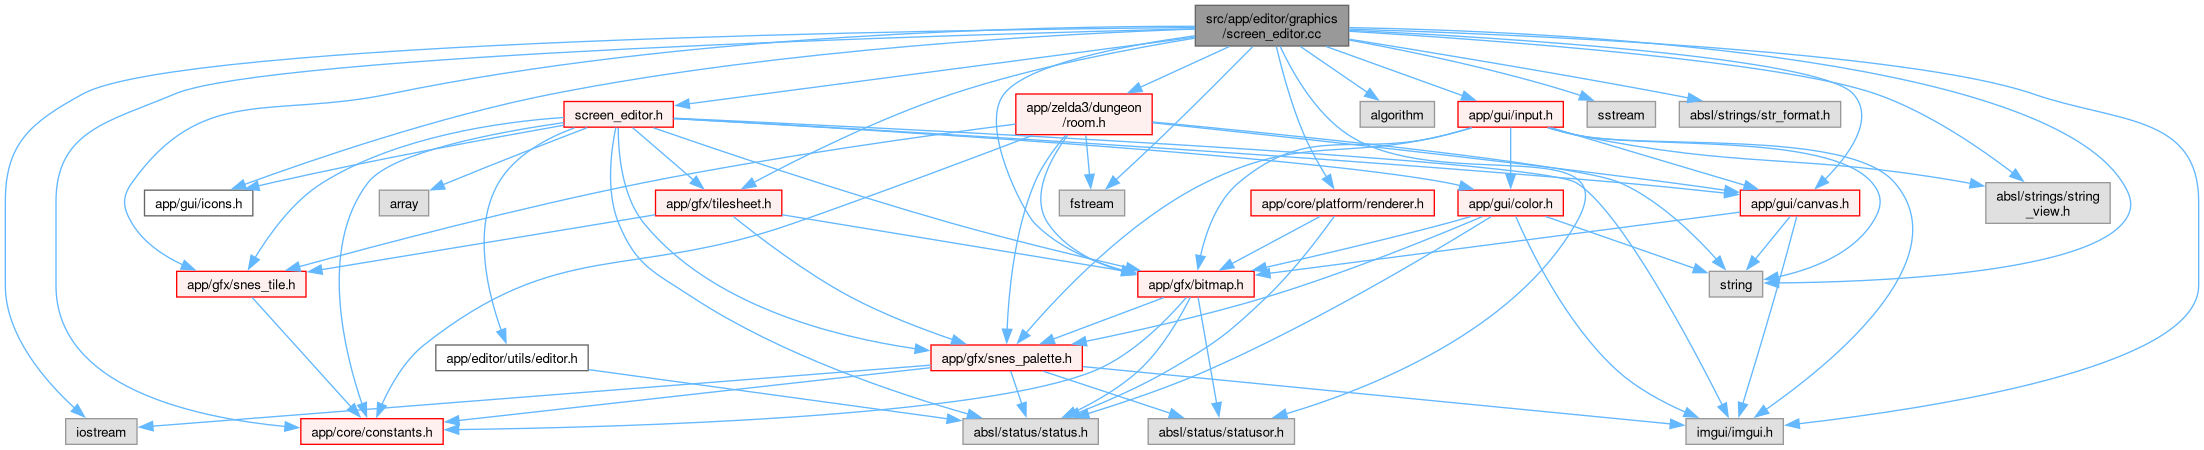 src/app/editor/graphics
/screen_editor.cc
screen_editor.h
app/zelda3/dungeon
/room.h
algorithm
app/gui/input.h
sstream
absl/strings/str_format.h
app/gui/icons.h
array
app/gfx/tilesheet.h
fstream
app/core/platform/renderer.h
app/gui/color.h
app/gui/canvas.h
absl/strings/string
_view.h
app/gfx/snes_tile.h
app/gfx/bitmap.h
string
app/editor/utils/editor.h
app/gfx/snes_palette.h
iostream
app/core/constants.h
absl/status/status.h
absl/status/statusor.h
imgui/imgui.h